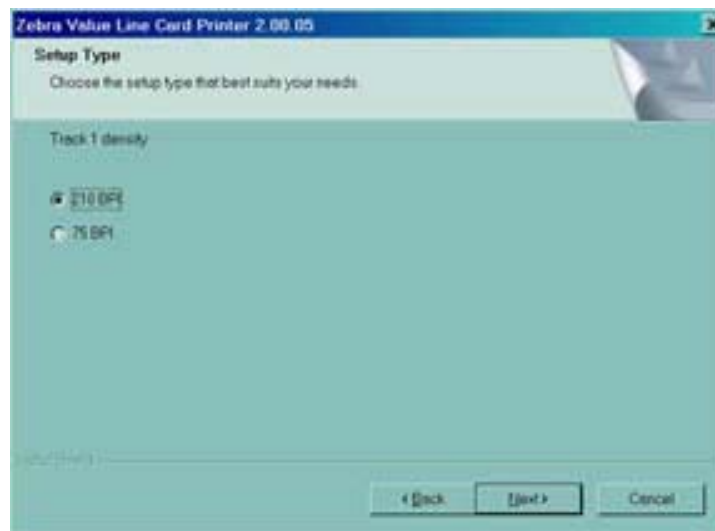 Zebra Value Line Card Printer 2.00.05
Setup Type
Choose the setup type that best suits your needs.
Track 1 density
210 BPI
75 BPI
< Back
Next >
Cancel